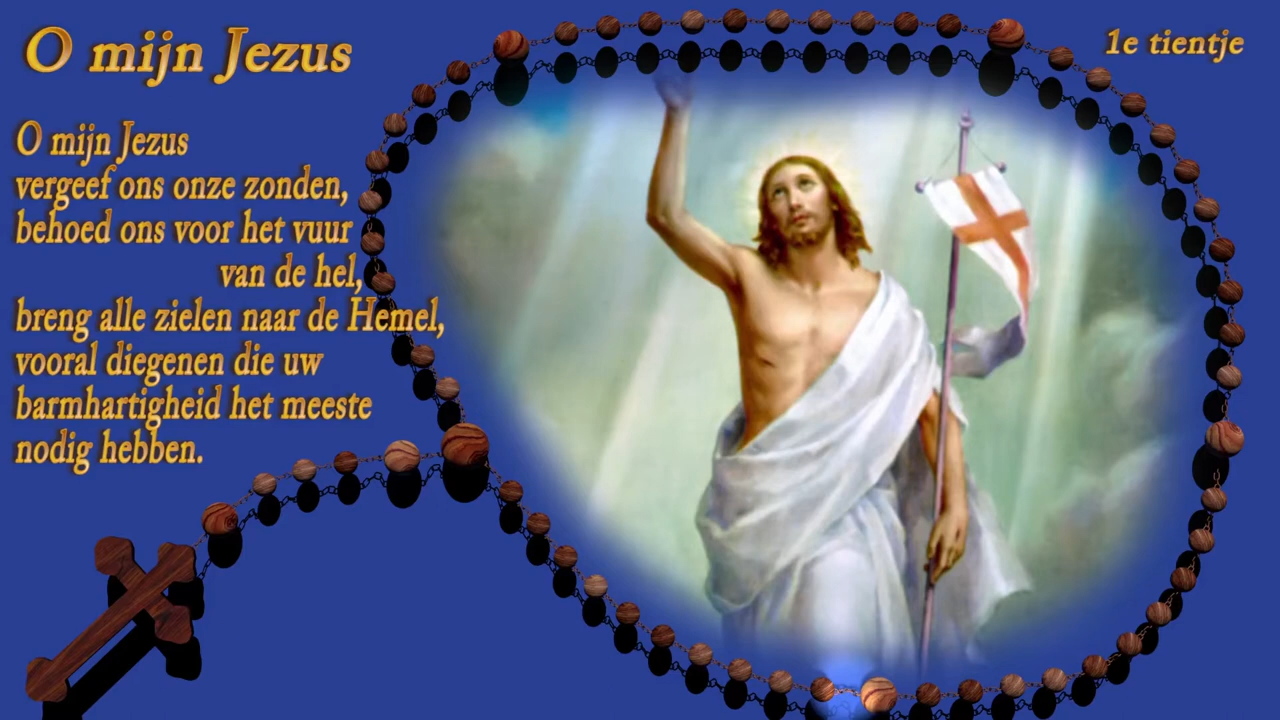 O mijn Jezus
1e tientje
O mijn Jezus
vergeef ons onze zonden,
behoed ons voor het vuur
van de hel,
breng alle zielen naar de Hemel,
vooral diegenen die uw
barmhartigheid het meeste
nodig hebben.